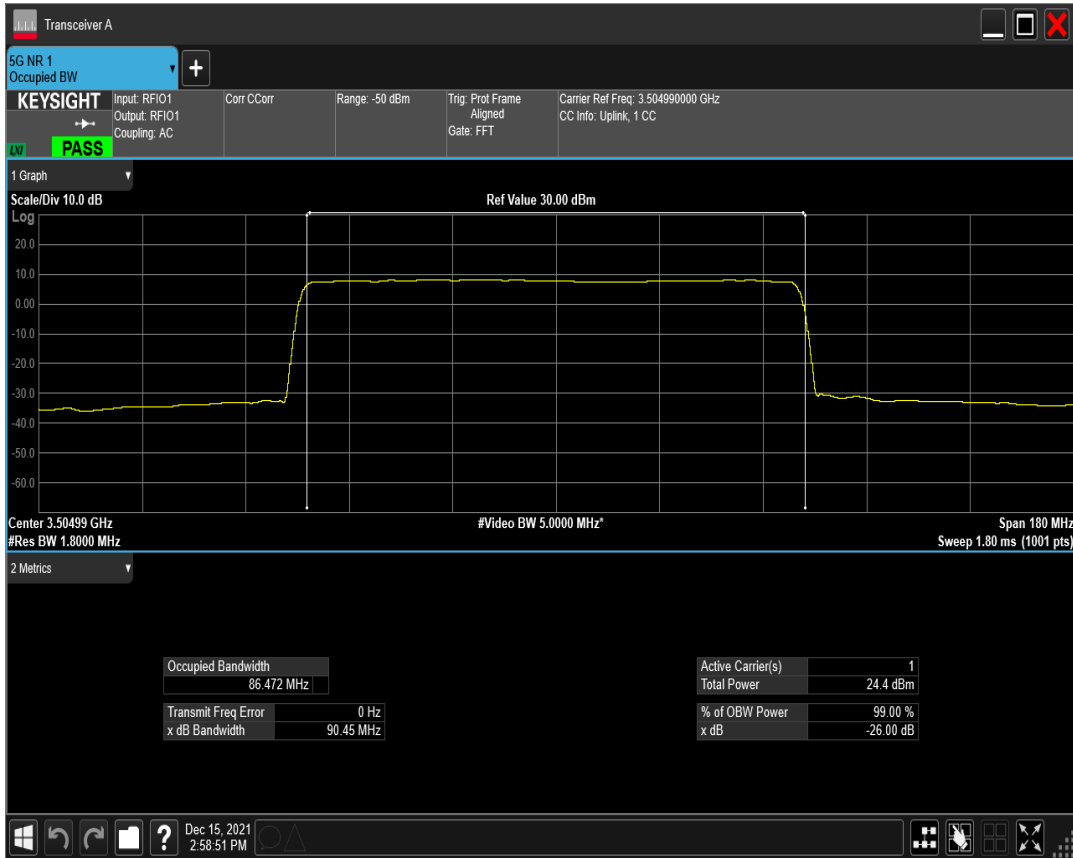 Transceiver A
5G NR 1
Occupied BW
KEYSIGHT
LXI
PASS
Input: RFIO1
Output: RFIO1
Coupling: AC
Corr CCorr
Range: -50 dBm
Trig: Prot Frame
Aligned
Gate: FFT
Carrier Ref Freq: 3.504990000 GHz
CC Info: Uplink, 1 CC
1 Graph
Scale/Div 10.0 dB
Ref Value 30.00 dBm
Log
20.0
10.0
0.00
-10.0
-20.0
-30.0
-40.0
-50.0
-60.0
Center 3.50499 GHz
#Video BW 5.0000 MHz*
Span 180 MHz
#Res BW 1.8000 MHz
Sweep 1.80 ms (1001 pts)
2 Metrics
Occupied Bandwidth
86.472 MHz
Transmit Freq Error 0 Hz
x dB Bandwidth 90.45 MHz
Active Carrier(s) 1
Total Power 24.4 dBm
% of OBW Power 99.00 %
x dB -26.00 dB
?
Dec 15, 2021
2:58:51 PM